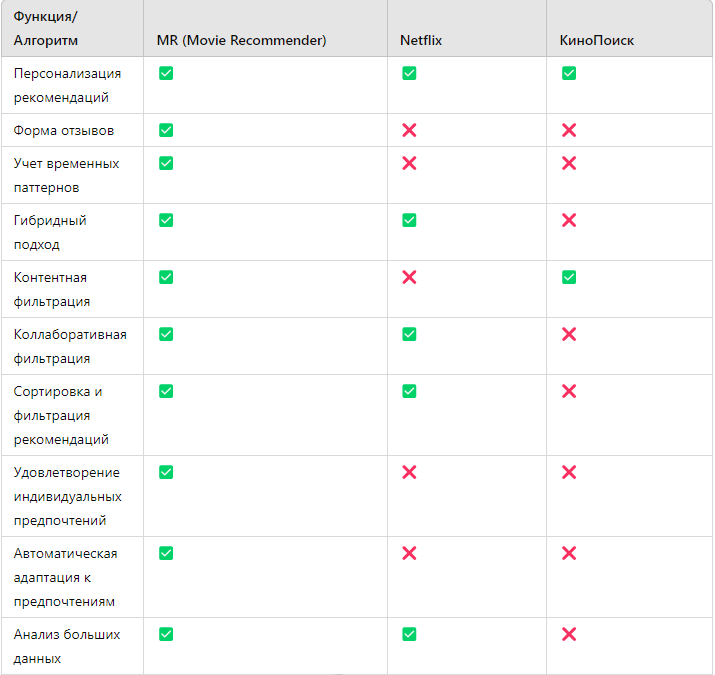 Функция/
Алгоритм
MR (Movie Recommender)
Netflix
КиноПоиск
Персонализация
рекомендаций
Форма отзывов
Учет временных
паттернов
Гибридный
подход
Контентная
фильтрация
Коллаборативная
фильтрация
Сортировка и
фильтрация
рекомендаций
Удовлетворение
индивидуальных
предпочтений
Автоматическая
адаптация к
предпочтениям
Анализ больших
данных